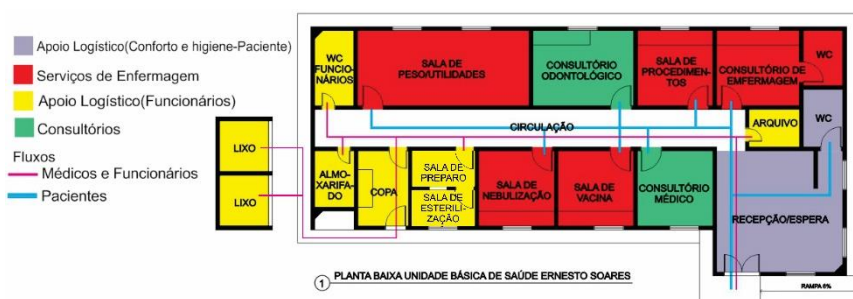 Apoio Logístico(Conforto e higiene-Paciente)
Serviços de Enfermagem
Apoio Logístico(Funcionários)
Consultórios
Fluxos
Médicos e Funcionários
Pacientes
LIXO
LIXO
WC
FUNCIO-
NÁRIOS
SALA DE
PESO/UTILIDADES
CONSULTÓRIO
ODONTOLÓGICO
SALA DE
PROCEDIMEN-
TOS
CONSULTÓRIO DE
EMFERMAGEM
WC
CIRCULAÇÃO
ARQUIVO
WC
ALMO-
XARIFA-
DO
COPA
SALA DE
PREPARO
SALA DE
ESTERILI-
ZAÇÃO
SALA DE
NEBULIZAÇÃO
SALA DE
VACINA
CONSULTÓRIO
MÉDICO
RECEPÇÃO/ESPERA
1 PLANTA BAIXA UNIDADE BÁSICA DE SAÚDE ERNESTO SOARES
RAMPA 6%